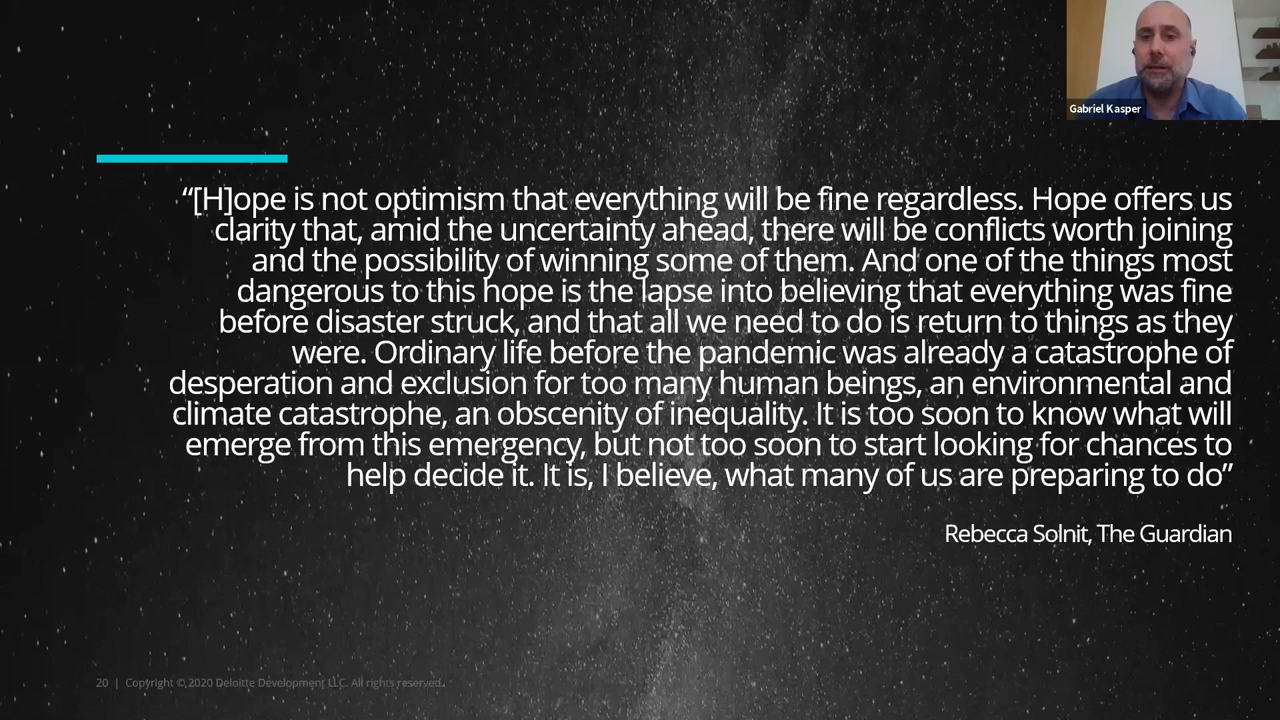 Gabriel Kasper
“[H]ope is not optimism that everything will be fine regardless. Hope offers us
clarity that, amid the uncertainty ahead, there will be conflicts worth joining
and the possibility of winning some of them. And one of the things most
dangerous to this hope is the lapse into believing that everything was fine
before disaster struck, and that all we need to do is return to things as they
were. Ordinary life before the pandemic was already a catastrophe of
desperation and exclusion for too many human beings, an environmental and
climate catastrophe, an obscenity of inequality. It is too soon to know what will
emerge from this emergency, but not too soon to start looking for chances to
help decide it. It is, I believe, what many of us are preparing to do”
Rebecca Solnit, The Guardian
20 | Copyright © 2020 Deloitte Development LLC. All rights reserved.